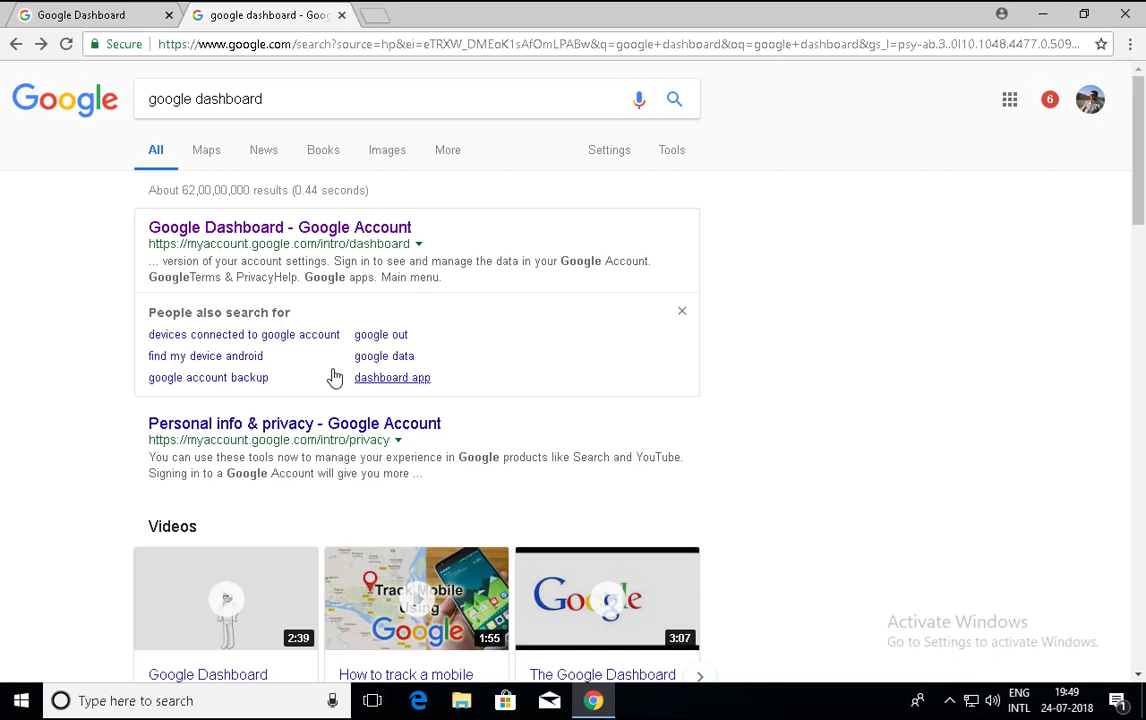 Google Dashboard
google dashboard - Goo
Secure
https://www.google.com/search?source=hp&ei=eTRXW_DMEoK1sAfOmLPABw&q=google+dashboard&oq=google+dashboard&gs_l=psy-ab.3..0l10.1048.4477.0.509...
Google
google dashboard
6
All
Maps
News
Books
Images
More
Settings
Tools
About 62,00,00,000 results (0.44 seconds)
Google Dashboard - Google Account
https://myaccount.google.com/intro/dashboard
... version of your account settings. Sign in to see and manage the data in your Google Account.
GoogleTerms & PrivacyHelp. Google apps. Main menu.
People also search for
devices connected to google account
google out
find my device android
google data
google account backup
dashboard app
Personal info & privacy - Google Account
https://myaccount.google.com/intro/privacy
You can use these tools now to manage your experience in Google products like Search and YouTube.
Signing in to a Google Account will give you more ...
Videos
2:39
Track Mobile
Using
Google
1:55
Google
3:07
Google Dashboard
How to track a mobile
The Google Dashboard
Activate Windows
Go to Settings to activate Windows.
Type here to search
ENG
INTL
19:49
24-07-2018
1